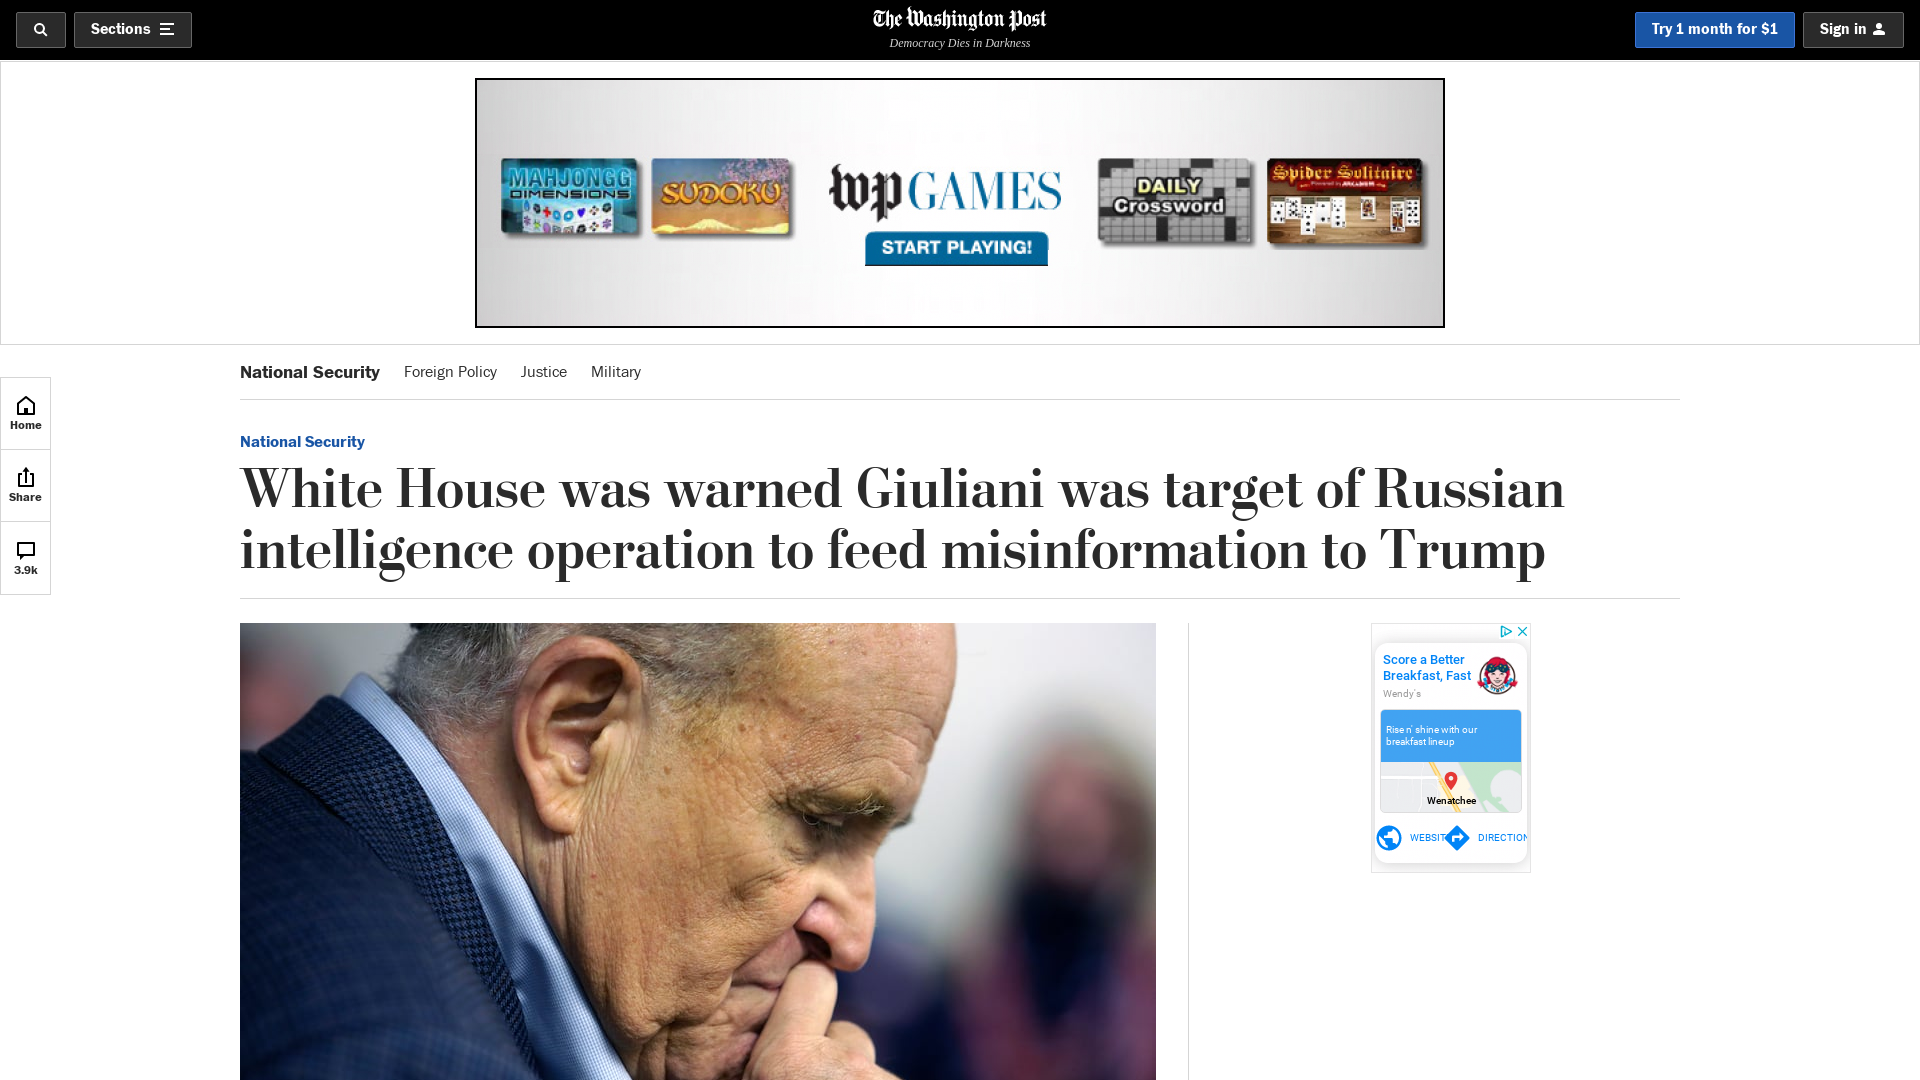 Sections
The Washington Post
Democracy Dies in Darkness
Try 1 month for $1
Sign in
MAHJONGG
DIMENSIONS
SUDOKU
wp GAMES
START PLAYING!
DAILY
Crossword
Spider Solitaire
National Security
Foreign Policy
Justice
Military
Home
Share
3.9k
National Security
White House was warned Giuliani was target of Russian
intelligence operation to feed misinformation to Trump
Score a Better
Breakfast, Fast
Wendy's
Rise n' shine with our
breakfast lineup
Wenatchee
WEBSIT
DIRECTION